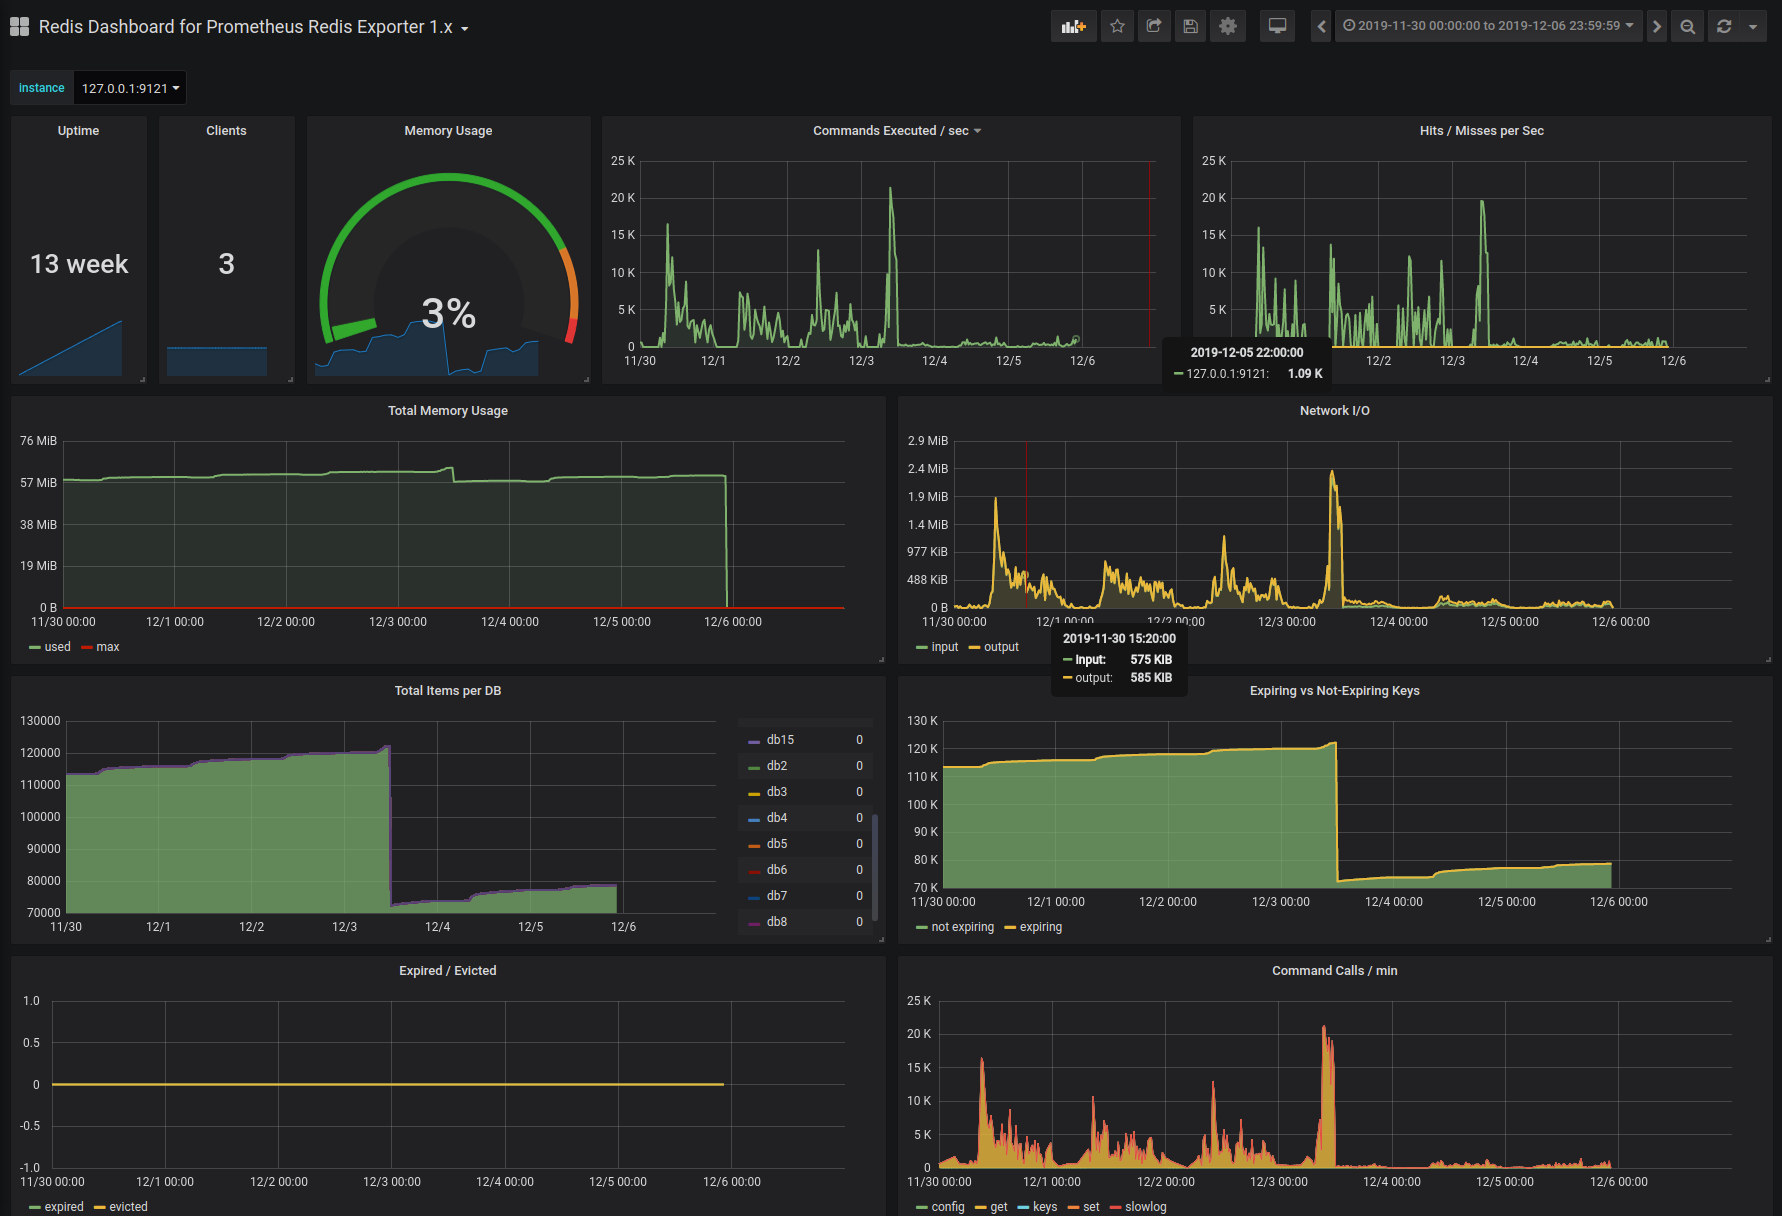 Redis Dashboard for Prometheus Redis Exporter 1.x
2019-11-30 00:00:00 to 2019-12-06 23:59:59
instance 127.0.0.1:9121
Uptime
13 week
Clients
3
Memory Usage
3%
Commands Executed / sec
25 K
20 K
15 K
10 K
5 K
0
11/30 12/1 12/2 12/3 12/4 12/5 12/6
Hits / Misses per Sec
25 K
20 K
15 K
10 K
5 K
12/2 12/3 12/4 12/5 12/6
2019-12-05 22:00:00
127.0.0.1:9121: 1.09 K
Total Memory Usage
76 MiB
57 MiB
38 MiB
19 MiB
0 B
11/30 00:00 12/1 00:00 12/2 00:00 12/3 00:00 12/4 00:00 12/5 00:00 12/6 00:00
used max
Network I/O
2.9 MiB
2.4 MiB
1.9 MiB
1.4 MiB
977 KiB
488 KiB
0 B
11/30 00:00 12/1 00:00 12/2 00:00 12/3 00:00 12/4 00:00 12/5 00:00 12/6 00:00
input output
2019-11-30 15:20:00
input: 575 KiB
output: 585 KiB
Total Items per DB
130000
120000
110000
100000
90000
80000
70000
11/30 12/1 12/2 12/3 12/4 12/5 12/6
db15 0
db2 0
db3 0
db4 0
db5 0
db6 0
db7 0
db8 0
Expiring vs Not-Expiring Keys
130 K
120 K
110 K
100 K
90 K
80 K
70 K
11/30 00:00 12/1 00:00 12/2 00:00 12/3 00:00 12/4 00:00 12/5 00:00 12/6 00:00
not expiring expiring
Expired / Evicted
1.0
0.5
0
-0.5
-1.0
11/30 00:00 12/1 00:00 12/2 00:00 12/3 00:00 12/4 00:00 12/5 00:00 12/6 00:00
expired evicted
Command Calls / min
25 K
20 K
15 K
10 K
5 K
0
11/30 00:00 12/1 00:00 12/2 00:00 12/3 00:00 12/4 00:00 12/5 00:00 12/6 00:00
config get keys set slowlog